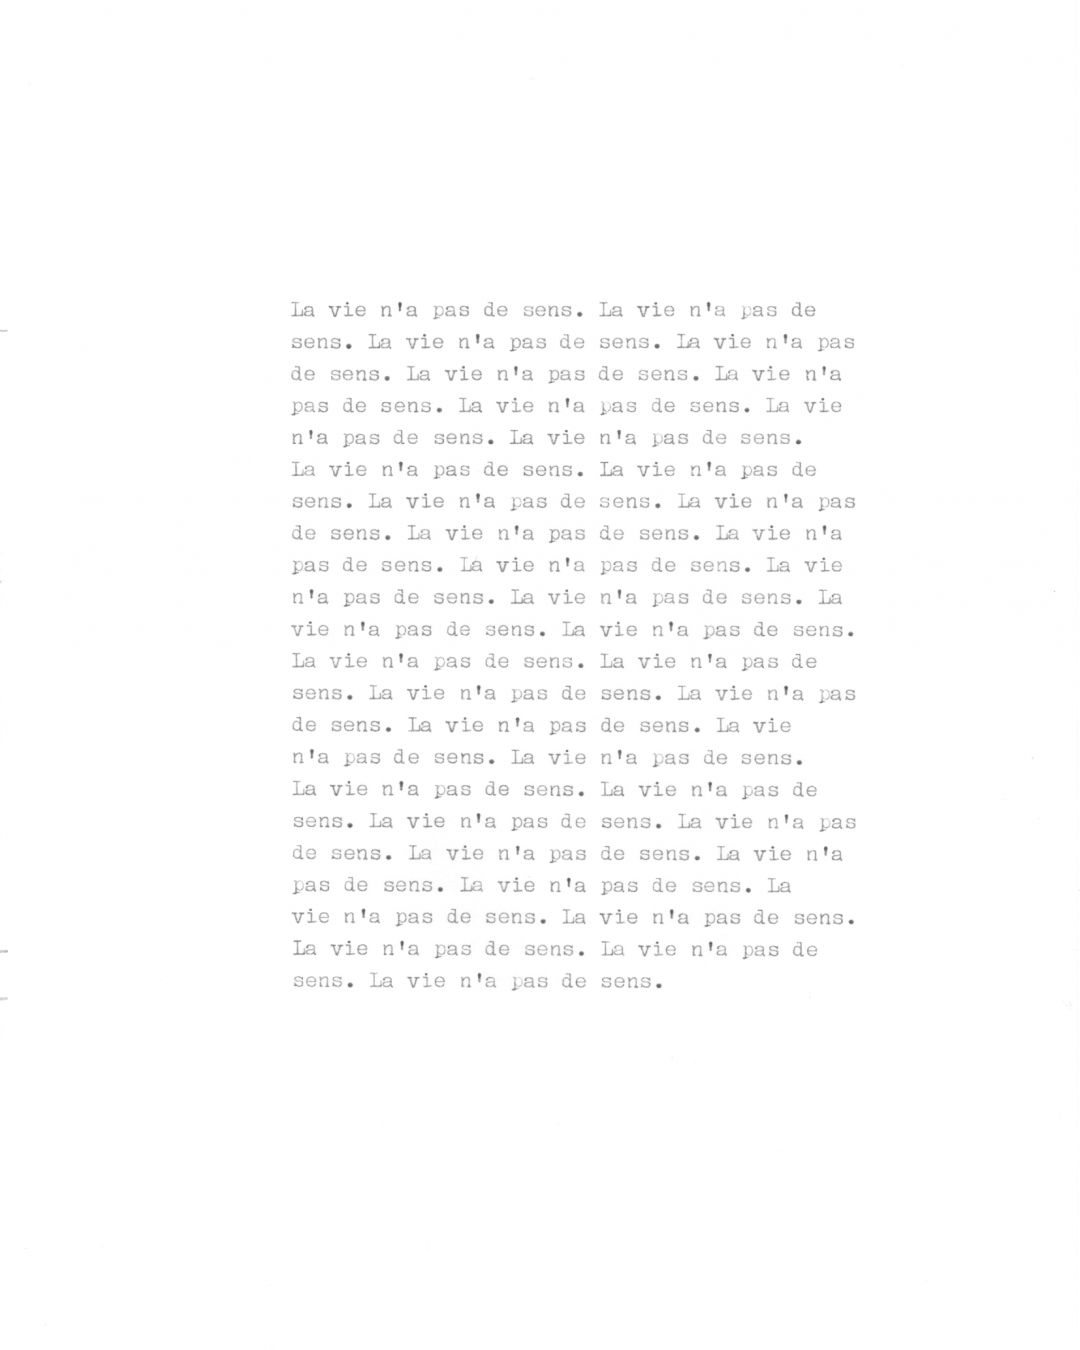 La vie n'a pas de sens. La vie n'a pas de
sens. La vie n'a pas de sens. La vie n'a pas
de sens. La vie n'a pas de sens. La vie n'a
pas de sens. La vie n'a pas de sens. La vie
n'a pas de sens. La vie n'a pas de sens.
La vie n'a pas de sens. La vie n'a pas de
sens. La vie n'a pas de sens. La vie n'a pas
de sens. La vie n'a pas de sens. La vie n'a
pas de sens. La vie n'a pas de sens. La vie
n'a pas de sens. La vie n'a pas de sens. La
vie n'a pas de sens. La vie n'a pas de sens.
La vie n'a pas de sens. La vie n'a pas de
sens. La vie n'a pas de sens. La vie n'a pas
de sens. La vie n'a pas de sens. La vie
n'a pas de sens. La vie n'a pas de sens.
La vie n'a pas de sens. La vie n'a pas de
sens. La vie n'a pas de sens. La vie n'a pas
de sens. La vie n'a pas de sens. La vie n'a
pas de sens. La vie n'a pas de sens. La
vie n'a pas de sens. La vie n'a pas de sens.
La vie n'a pas de sens. La vie n'a pas de
sens. La vie n'a pas de sens.